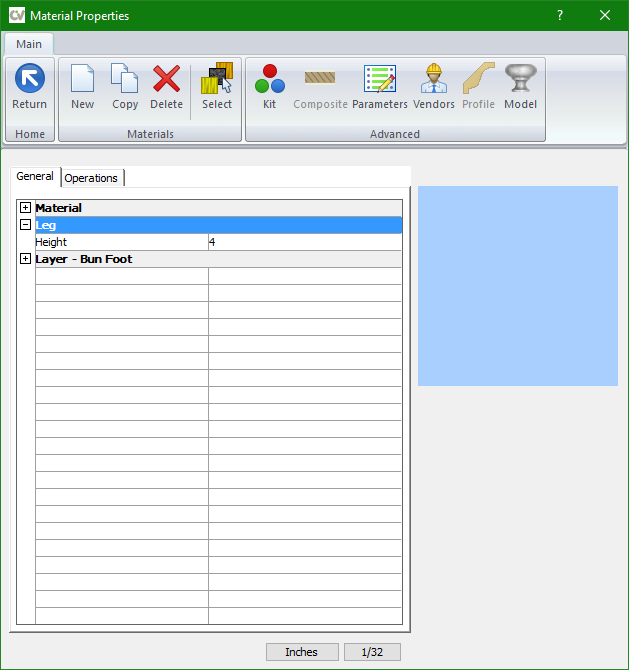 CV Material Properties ?
Main
Return New Copy Delete Select Kit Composite Parameters Vendors Profile Model
Home Materials Advanced
General Operations
Material
Leg
Height 4
Layer - Bun Foot
Inches 1/32